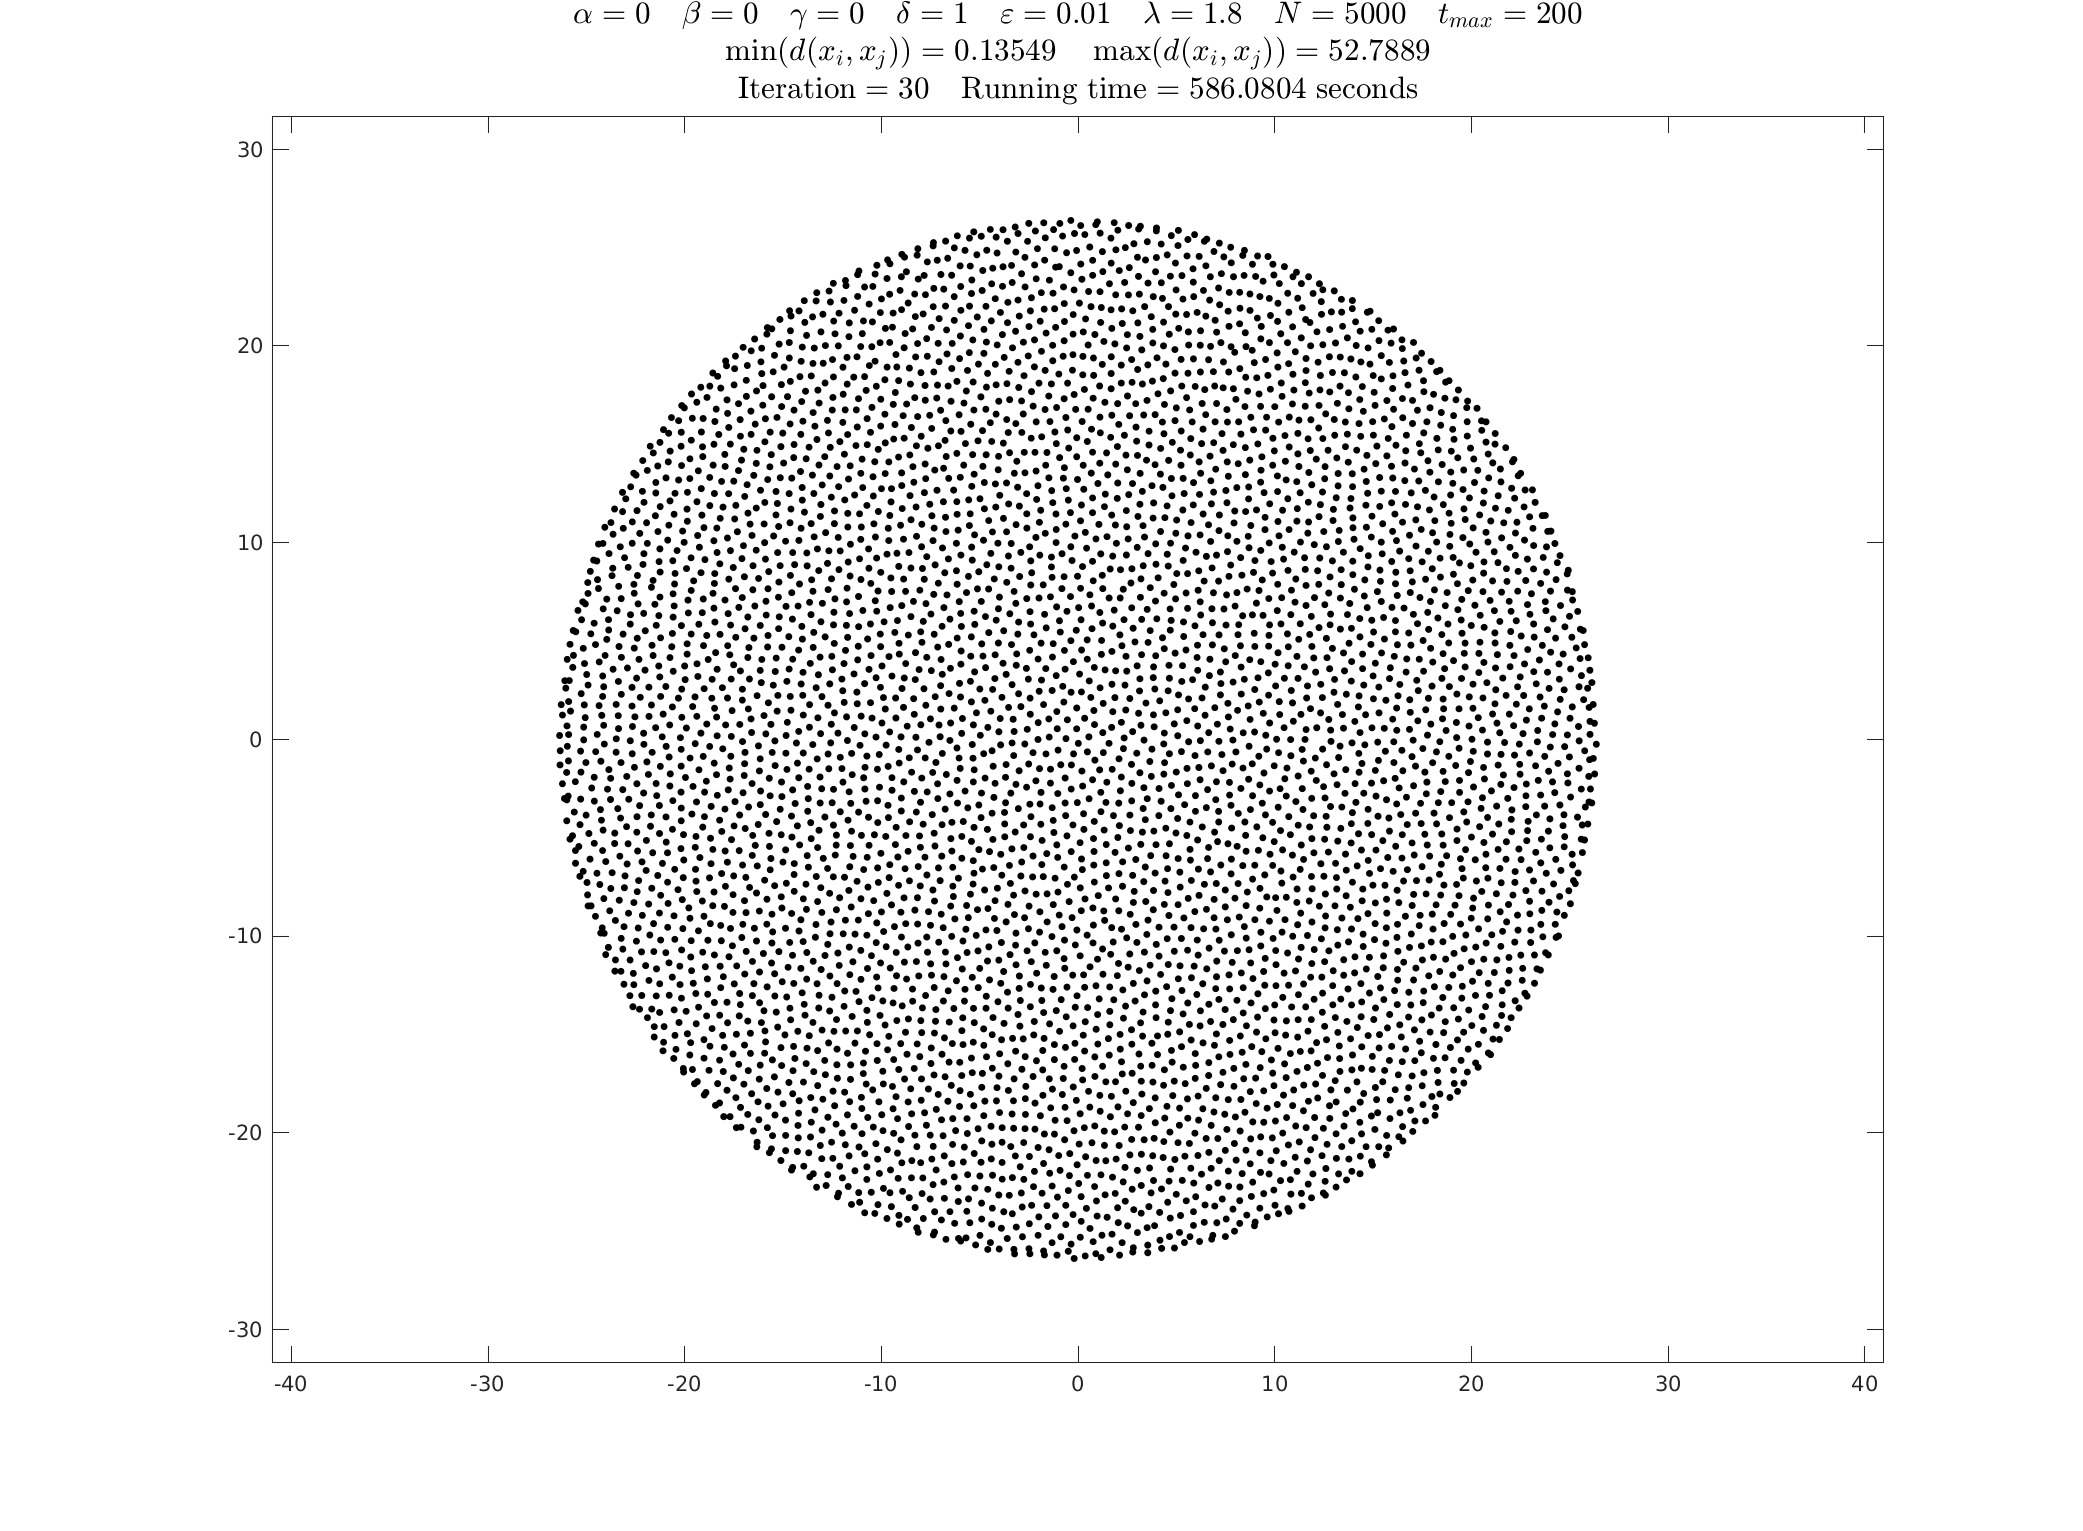 α = 0 β = 0 γ = 0 δ = 1 ε = 0.01 λ = 1.8 N = 5000 t_{max} = 200
min(d(x_i, x_j)) = 0.13549 max(d(x_i, x_j)) = 52.7889
Iteration = 30 Running time = 586.0804 seconds
30
20
10
0
-10
-20
-30
-40 -30 -20 -10 0 10 20 30 40